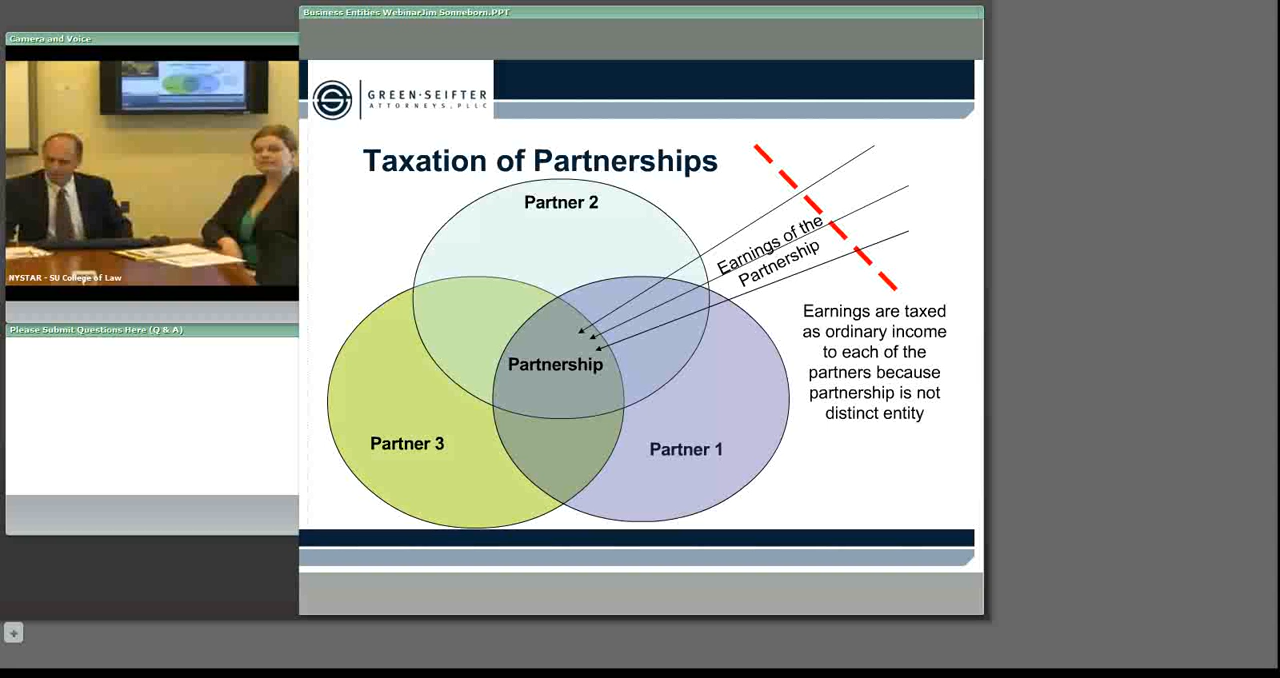 Business Entities WebinarJim Sonneborn.PPT
Camera and Voice
NYSTAR - SU College of Law
Please Submit Questions Here (Q & A)
GREEN·SEIFTER
ATTORNEYS, PLLC
Taxation of Partnerships
Partner 2
Earnings of the
Partnership
Partnership
Partner 3
Partner 1
Earnings are taxed
as ordinary income
to each of the
partners because
partnership is not
distinct entity